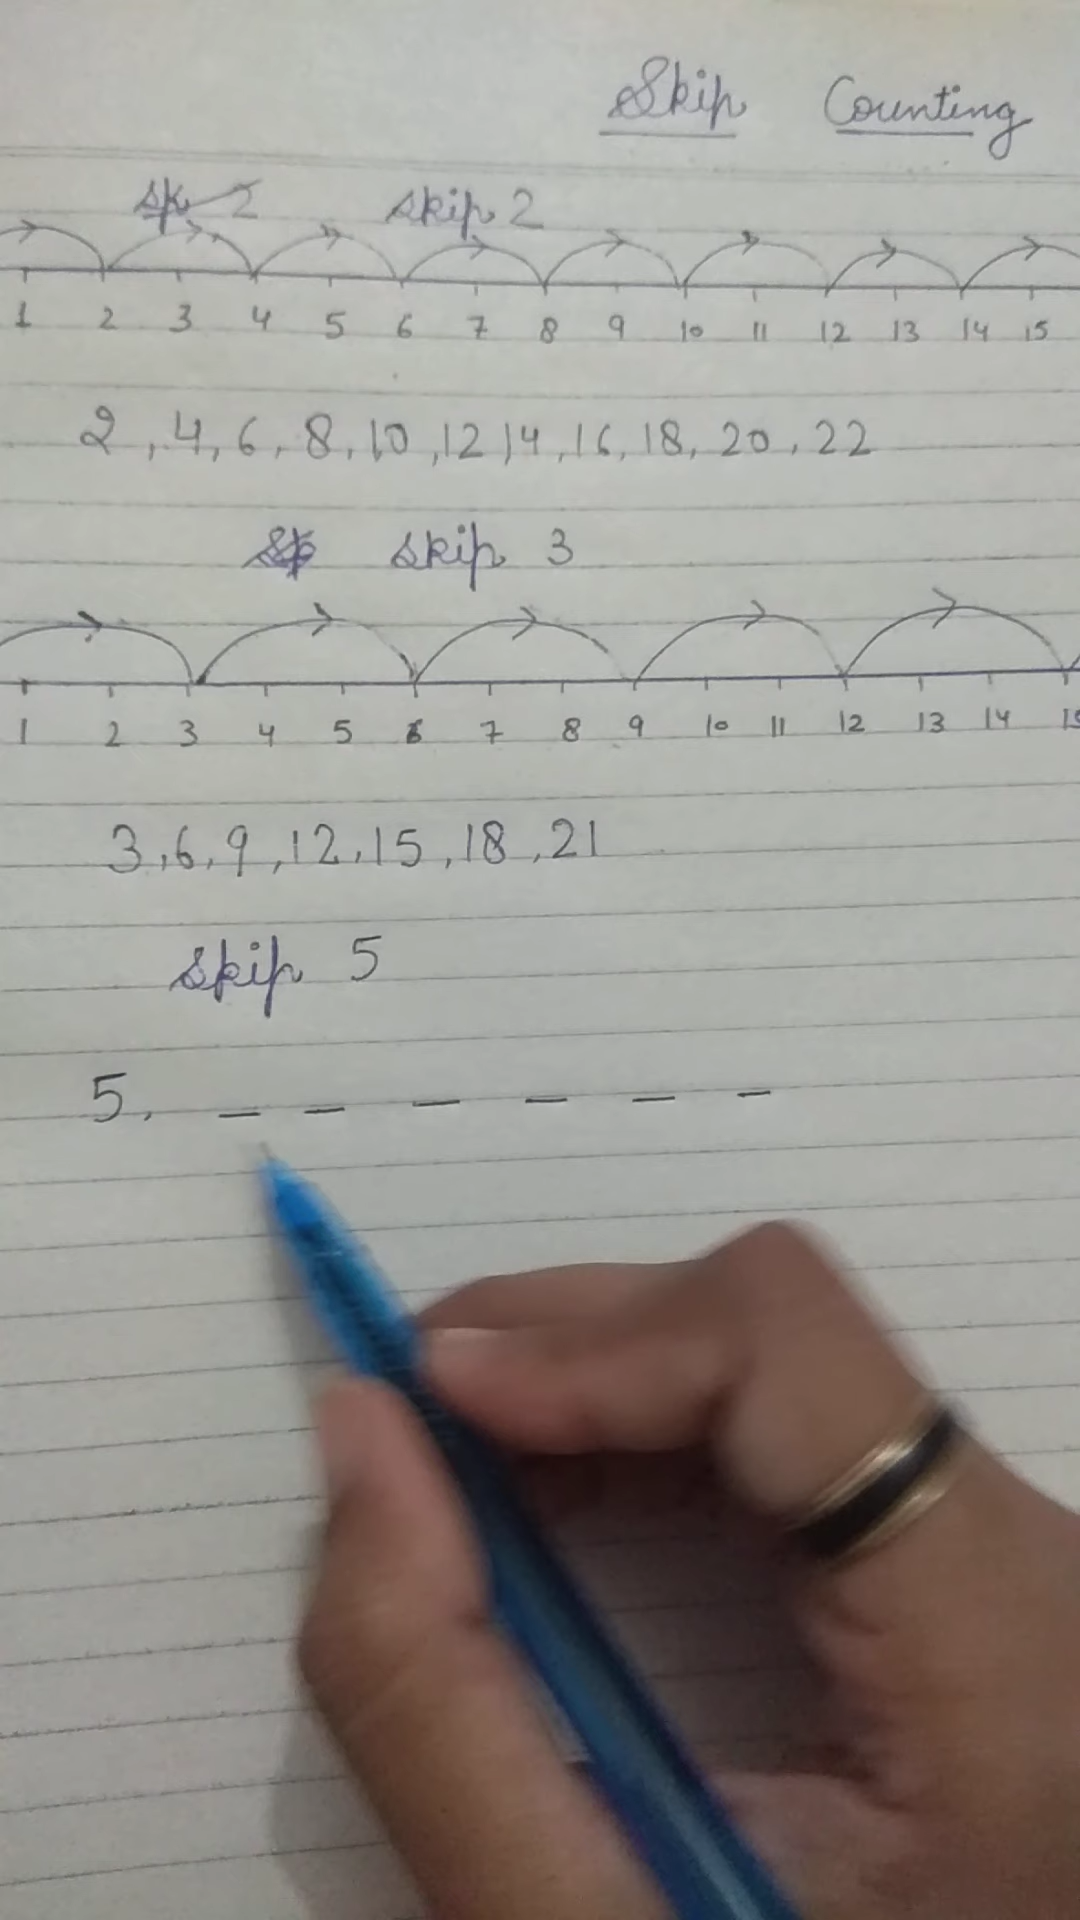 Skip Counting
skip 2
1 2 3 4 5 6 7 8 9 10 11 12 13 14 15
2, 4, 6, 8, 10, 12 14, 16, 18, 20, 22
skip 3
1 2 3 4 5 6 7 8 9 10 11 12 13 14 15
3, 6, 9, 12, 15, 18, 21
skip 5
5, _ _ _ _ _ _